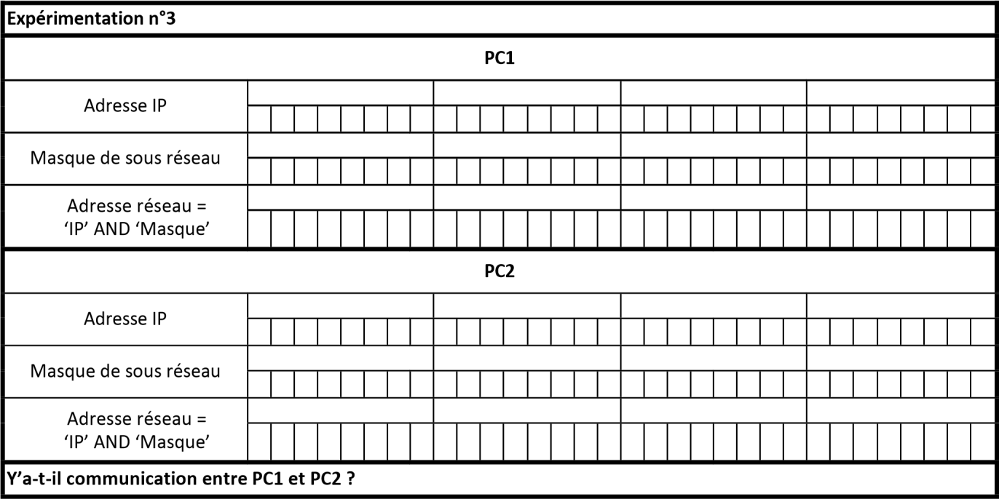 Expérimentation n°3
PC1
Adresse IP
Masque de sous réseau
Adresse réseau =
‘IP’ AND ‘Masque’
PC2
Adresse IP
Masque de sous réseau
Adresse réseau =
‘IP’ AND ‘Masque’
Y’a-t-il communication entre PC1 et PC2 ?